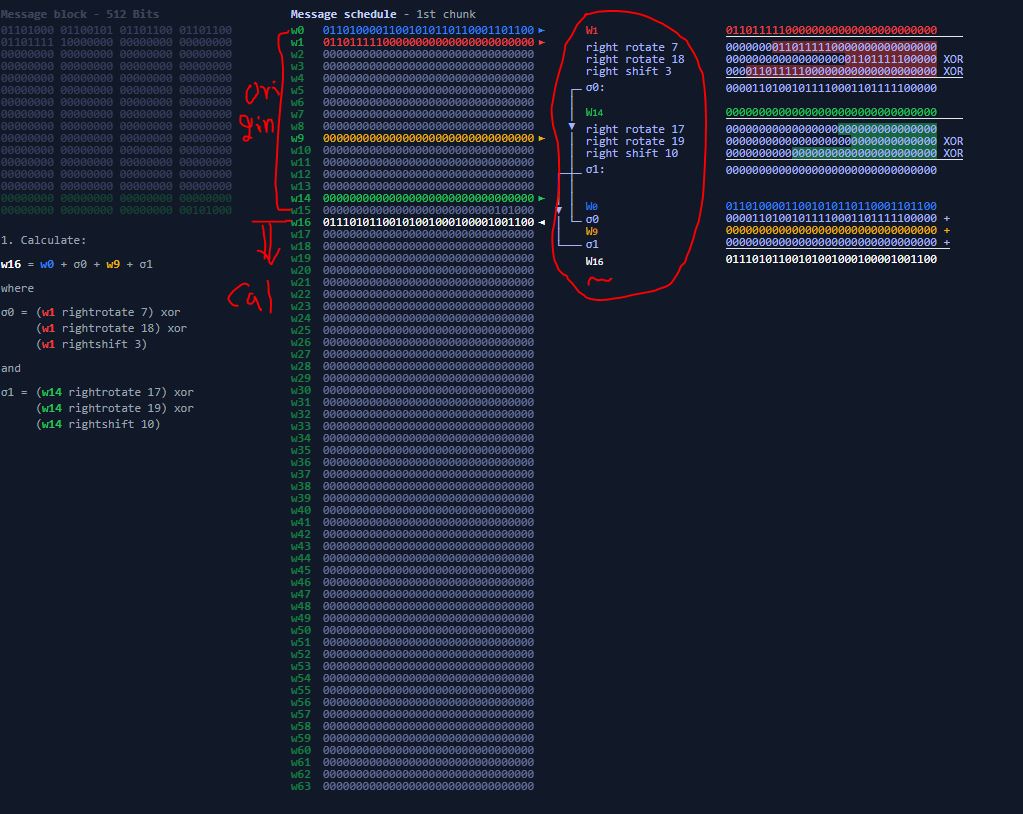 Message block - 512 Bits
01101000 01100101 01101100 01101100
01101111 10000000 00000000 00000000
00000000 00000000 00000000 00000000
00000000 00000000 00000000 00000000
00000000 00000000 00000000 00000000
00000000 00000000 00000000 00000000
00000000 00000000 00000000 00000000
00000000 00000000 00000000 00000000
00000000 00000000 00000000 00000000
00000000 00000000 00000000 00000000
00000000 00000000 00000000 00000000
00000000 00000000 00000000 00000000
00000000 00000000 00000000 00000000
00000000 00000000 00000000 00000000
00000000 00000000 00000000 00000000
00000000 00000000 00000000 00101000
1. Calculate:
w16 = w0 + σ0 + w9 + σ1
where
σ0 = (w1 rightrotate 7) xor
(w1 rightrotate 18) xor
(w1 rightshift 3)
and
σ1 = (w14 rightrotate 17) xor
(w14 rightrotate 19) xor
(w14 rightshift 10)
ori
gin
cal
Message schedule - 1st chunk
w0 01101000011001010110110001101100
w1 01101111100000000000000000000000
w2 00000000000000000000000000000000
w3 00000000000000000000000000000000
w4 00000000000000000000000000000000
w5 00000000000000000000000000000000
w6 00000000000000000000000000000000
w7 00000000000000000000000000000000
w8 00000000000000000000000000000000
w9 00000000000000000000000000000000
w10 00000000000000000000000000000000
w11 00000000000000000000000000000000
w12 00000000000000000000000000000000
w13 00000000000000000000000000000000
w14 00000000000000000000000000000000
w15 00000000000000000000000000101000
w16 01110101100101001000100001001100
w17 00000000000000000000000000000000
w18 00000000000000000000000000000000
w19 00000000000000000000000000000000
w20 00000000000000000000000000000000
w21 00000000000000000000000000000000
w22 00000000000000000000000000000000
w23 00000000000000000000000000000000
w24 00000000000000000000000000000000
w25 00000000000000000000000000000000
w26 00000000000000000000000000000000
w27 00000000000000000000000000000000
w28 00000000000000000000000000000000
w29 00000000000000000000000000000000
w30 00000000000000000000000000000000
w31 00000000000000000000000000000000
w32 00000000000000000000000000000000
w33 00000000000000000000000000000000
w34 00000000000000000000000000000000
w35 00000000000000000000000000000000
w36 00000000000000000000000000000000
w37 00000000000000000000000000000000
w38 00000000000000000000000000000000
w39 00000000000000000000000000000000
w40 00000000000000000000000000000000
w41 00000000000000000000000000000000
w42 00000000000000000000000000000000
w43 00000000000000000000000000000000
w44 00000000000000000000000000000000
w45 00000000000000000000000000000000
w46 00000000000000000000000000000000
w47 00000000000000000000000000000000
w48 00000000000000000000000000000000
w49 00000000000000000000000000000000
w50 00000000000000000000000000000000
w51 00000000000000000000000000000000
w52 00000000000000000000000000000000
w53 00000000000000000000000000000000
w54 00000000000000000000000000000000
w55 00000000000000000000000000000000
w56 00000000000000000000000000000000
w57 00000000000000000000000000000000
w58 00000000000000000000000000000000
w59 00000000000000000000000000000000
w60 00000000000000000000000000000000
w61 00000000000000000000000000000000
w62 00000000000000000000000000000000
w63 00000000000000000000000000000000
W1 01101111100000000000000000000000
right rotate 7 00000000110111110000000000000000
right rotate 18 00000000000000000001101111100000 XOR
right shift 3 00001101111100000000000000000000 XOR
σ0: 00001101001011110001101111100000
W14 00000000000000000000000000000000
right rotate 17 00000000000000000000000000000000
right rotate 19 00000000000000000000000000000000 XOR
right shift 10 00000000000000000000000000000000 XOR
σ1: 00000000000000000000000000000000
W0 01101000011001010110110001101100
σ0 00001101001011110001101111100000 +
W9 00000000000000000000000000000000 +
σ1 00000000000000000000000000000000 +
W16 01110101100101001000100001001100